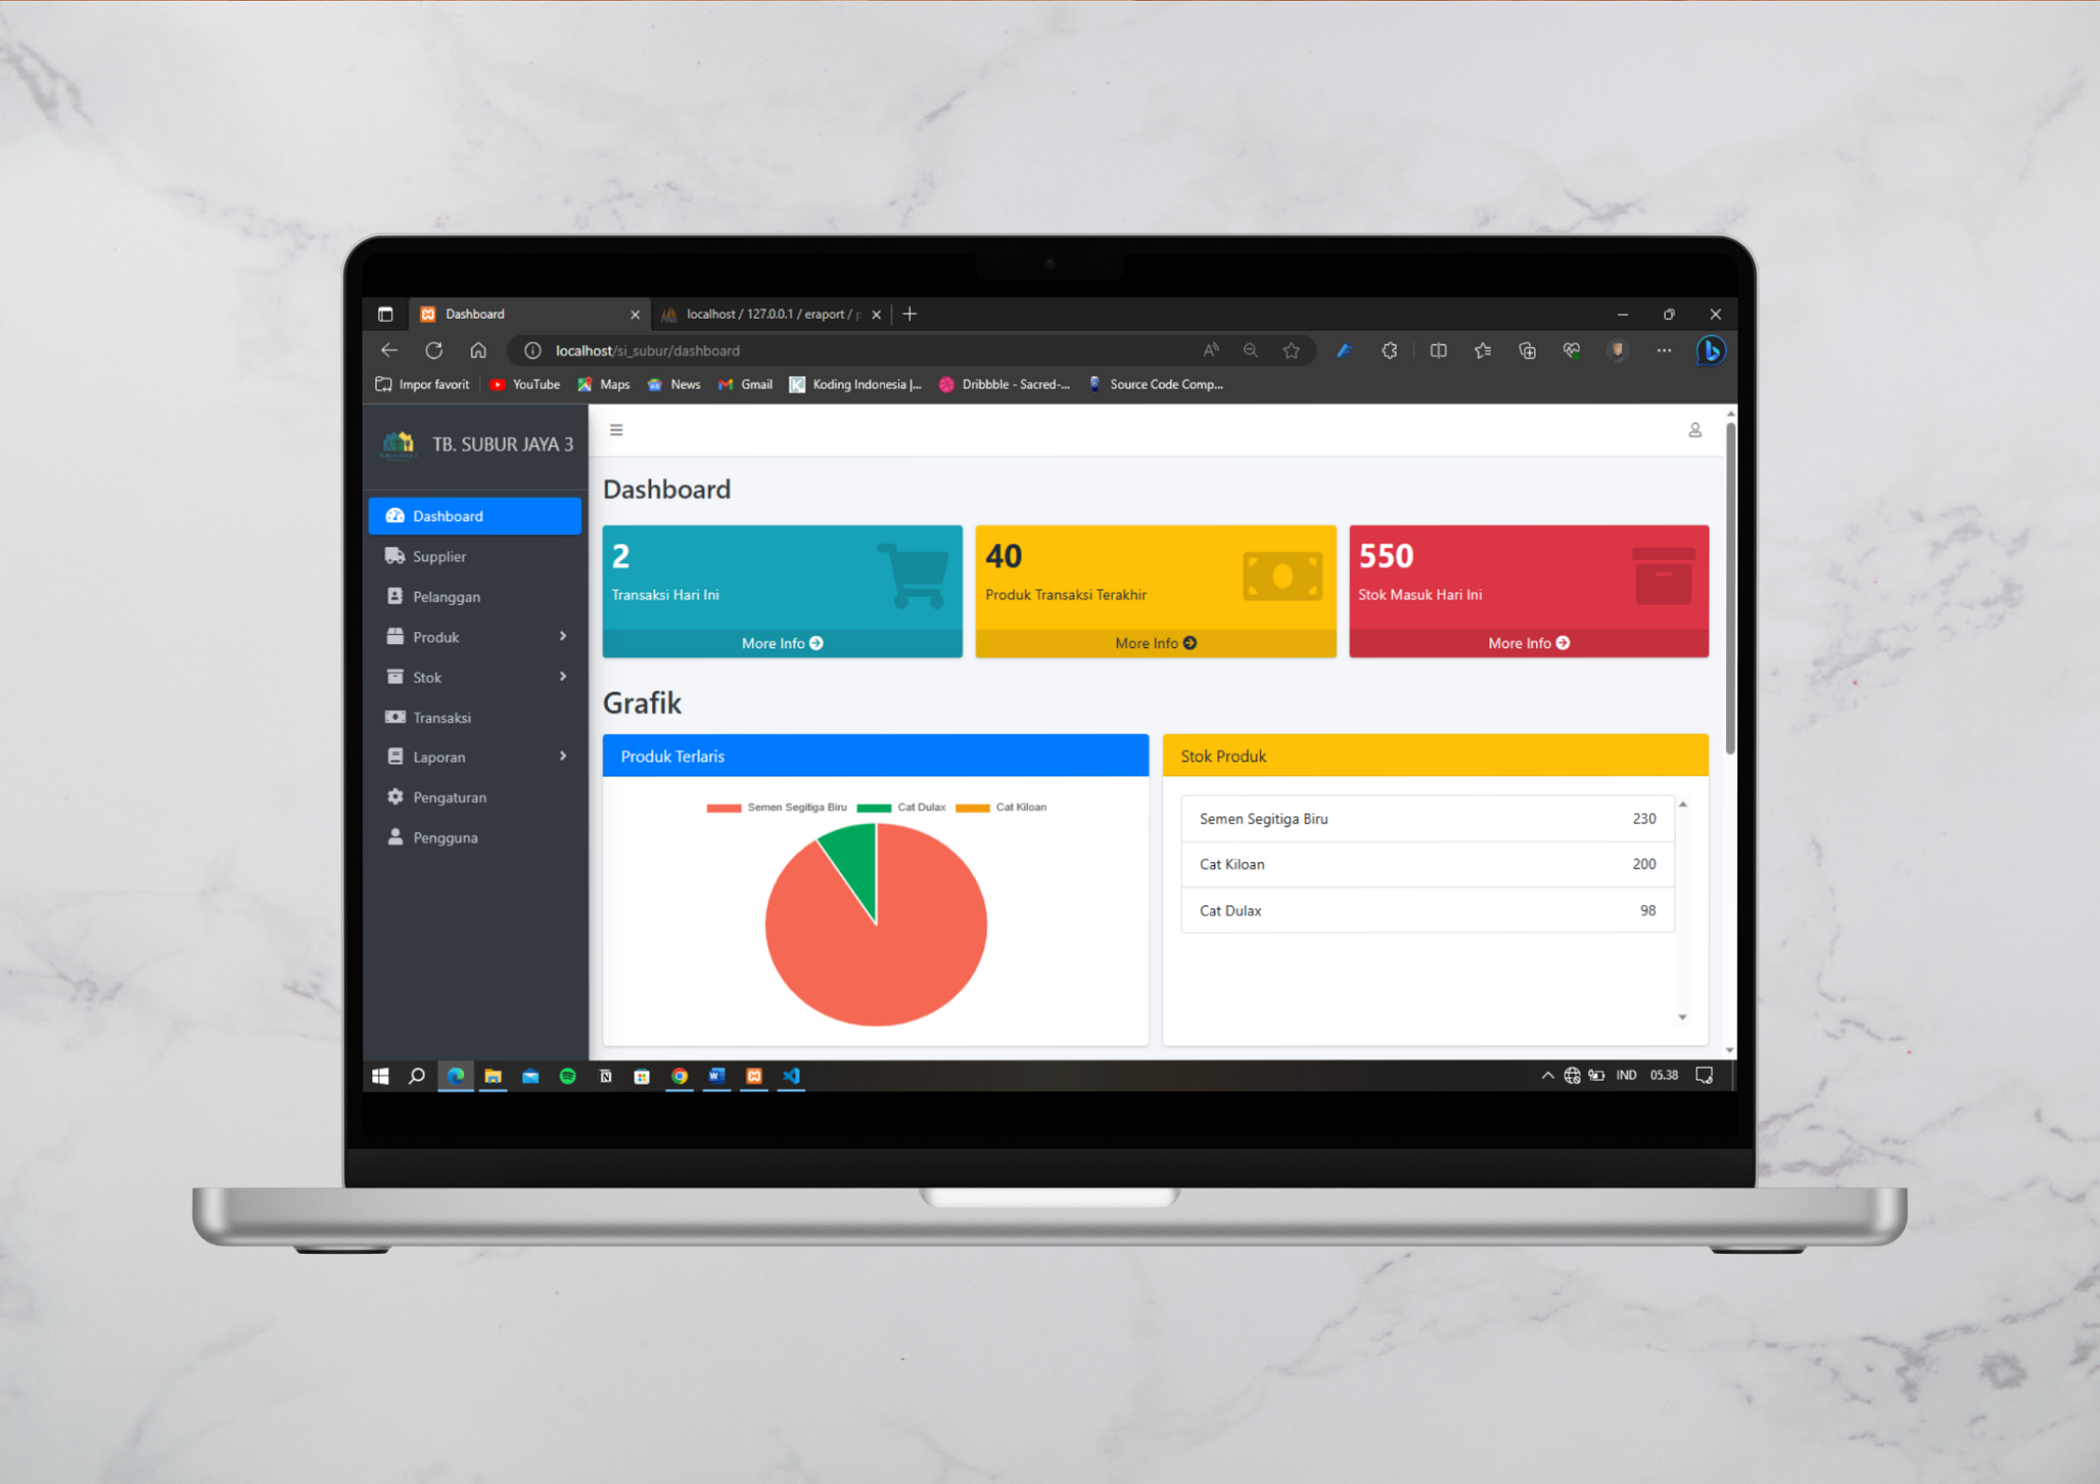 Dashboard
localhost / 127.0.0.1 / eraport / p
localhost/si_subur/dashboard
Impor favorit
YouTube
Maps
News
Gmail
Koding Indonesia |...
Dribbble - Sacred-...
Source Code Comp...
TB. SUBUR JAYA 3
Dashboard
Supplier
Pelanggan
Produk
Stok
Transaksi
Laporan
Pengaturan
Pengguna
Dashboard
2
Transaksi Hari Ini
More Info
40
Produk Transaksi Terakhir
More Info
550
Stok Masuk Hari Ini
More Info
Grafik
Produk Terlaris
Semen Segitiga Biru Cat Dulax Cat Kiloan
Stok Produk
Semen Segitiga Biru 230
Cat Kiloan 200
Cat Dulax 98
IND 05.38